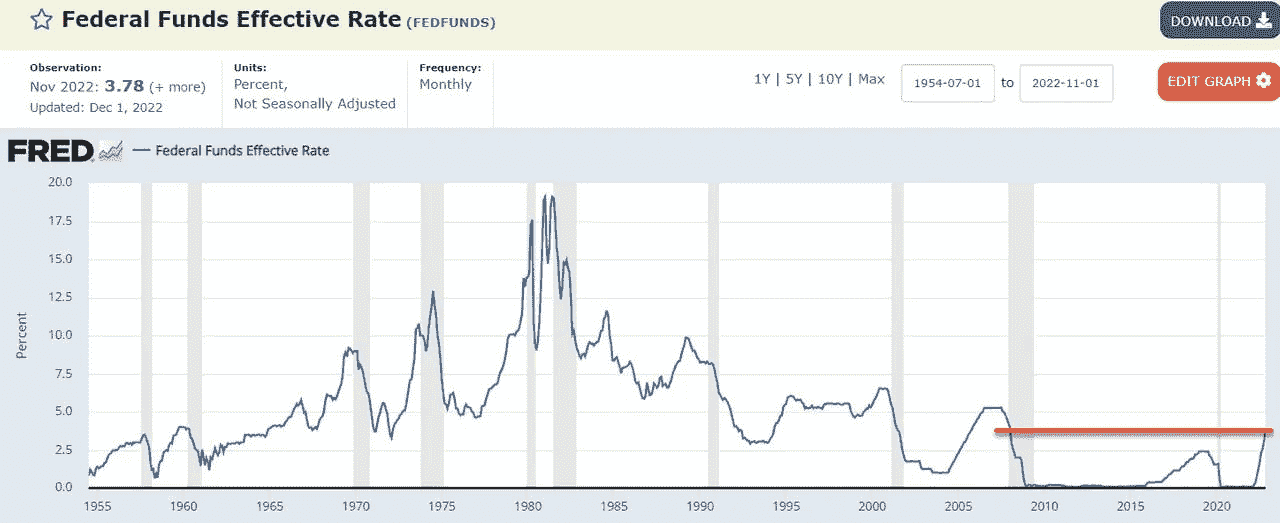 Federal Funds Effective Rate (FEDFUNDS)
DOWNLOAD
Observation:
Nov 2022: 3.78 (+ more)
Updated: Dec 1, 2022
Units:
Percent,
Not Seasonally Adjusted
Frequency:
Monthly
1Y | 5Y | 10Y | Max
1954-07-01 to 2022-11-01
EDIT GRAPH
FRED
Federal Funds Effective Rate
Percent
20.0
17.5
15.0
12.5
10.0
7.5
5.0
2.5
0.0
1955 1960 1965 1970 1975 1980 1985 1990 1995 2000 2005 2010 2015 2020